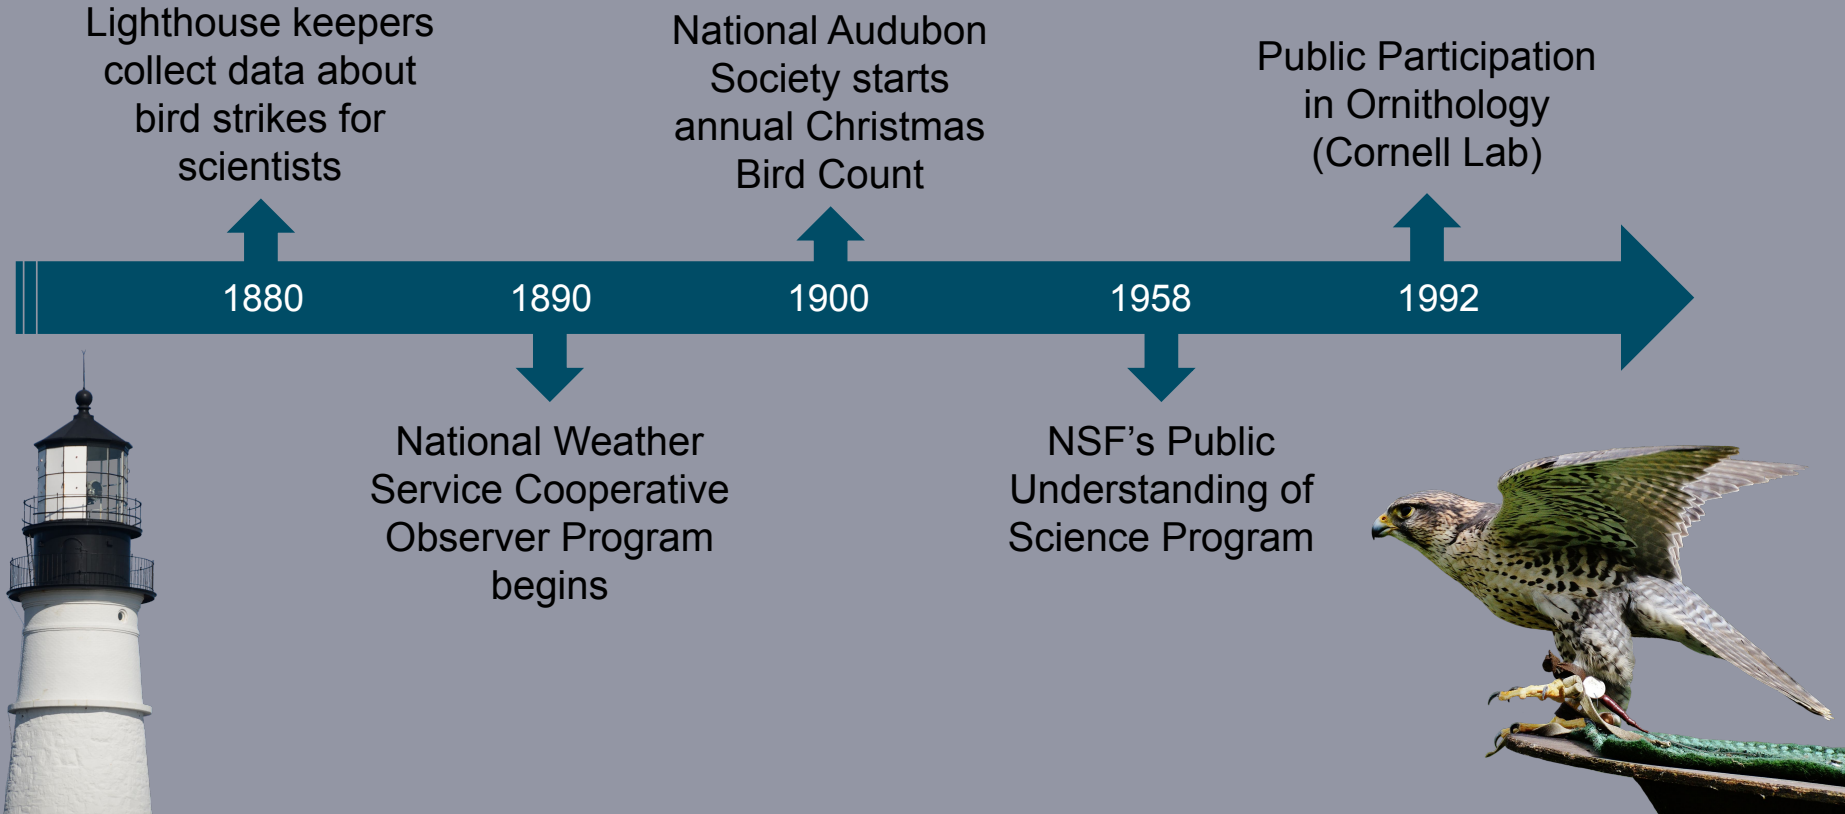 Lighthouse keepers
collect data about
bird strikes for
scientists
National Audubon
Society starts
annual Christmas
Bird Count
Public Participation
in Ornithology
(Cornell Lab)
1880
1890
1900
1958
1992
National Weather
Service Cooperative
Observer Program
begins
NSF’s Public
Understanding of
Science Program